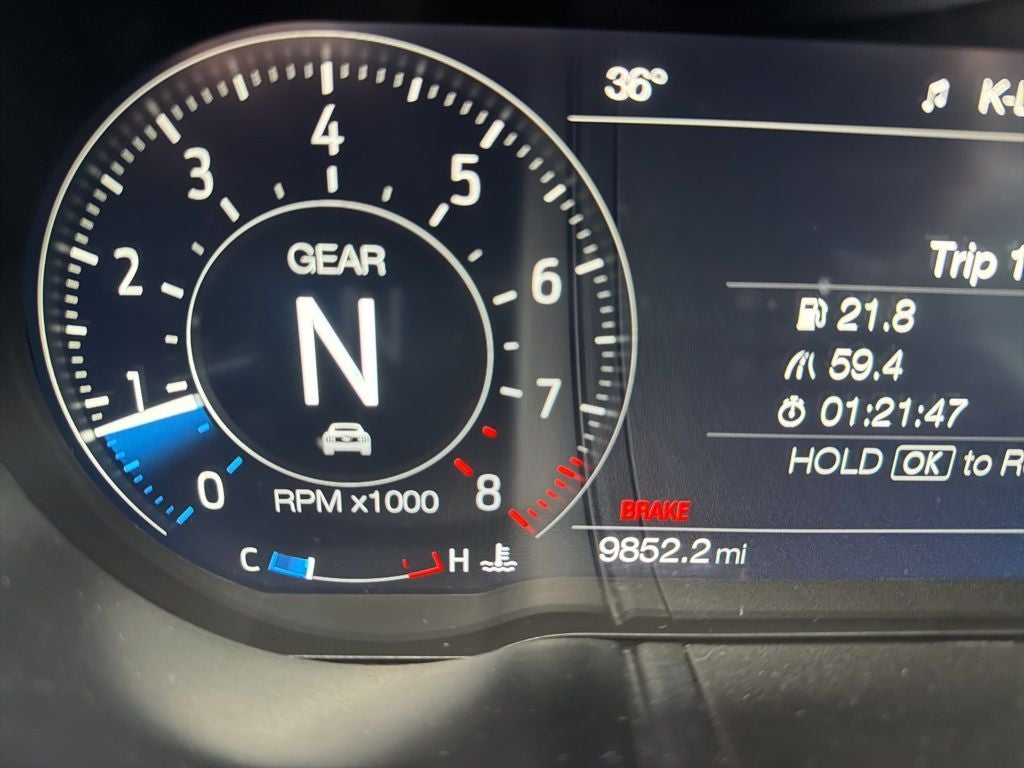 36°
K-
4
3
5
2
6
1
7
0
8
GEAR
N
RPM x1000
C
H
Trip 1
21.8
59.4
01:21:47
HOLD OK to R
BRAKE
9852.2 mi